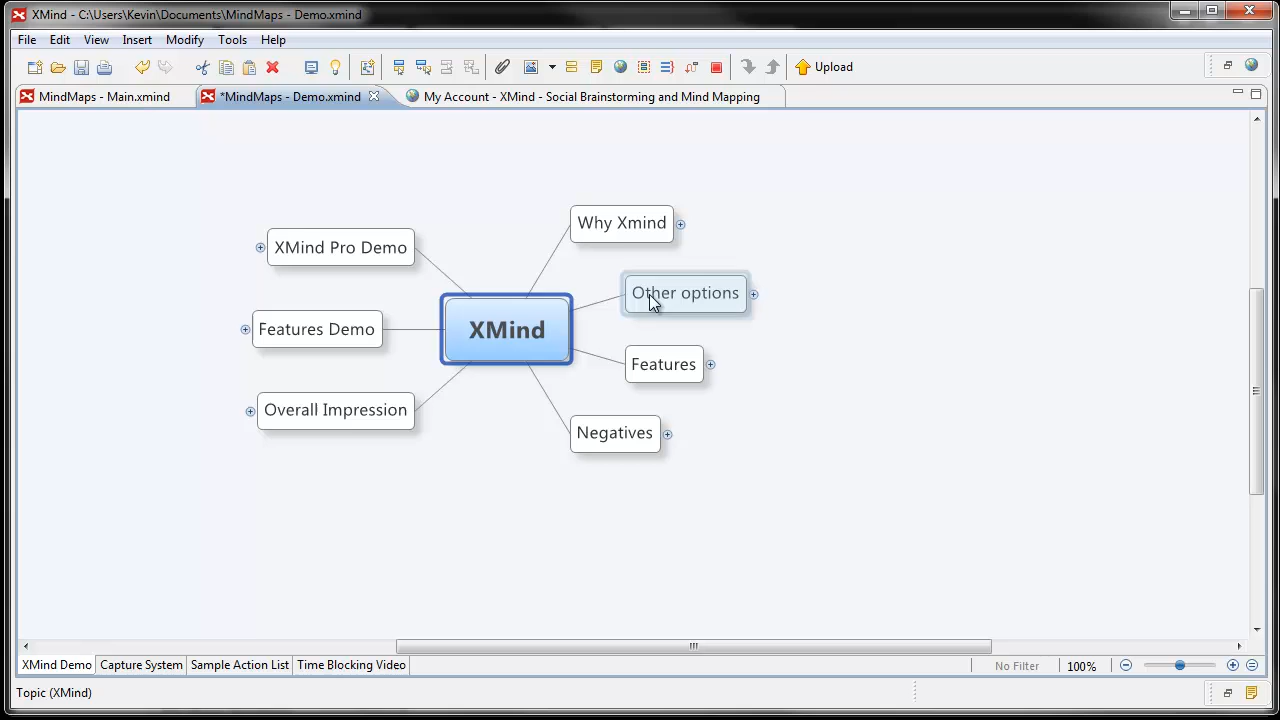 XMind - C:\Users\Kevin\Documents\MindMaps - Demo.xmind
File Edit View Insert Modify Tools Help
Upload
MindMaps - Main.xmind *MindMaps - Demo.xmind My Account - XMind - Social Brainstorming and Mind Mapping
Why Xmind
XMind Pro Demo
Other options
XMind
Features Demo
Features
Overall Impression
Negatives
XMind Demo Capture System Sample Action List Time Blocking Video No Filter 100%
Topic (XMind)